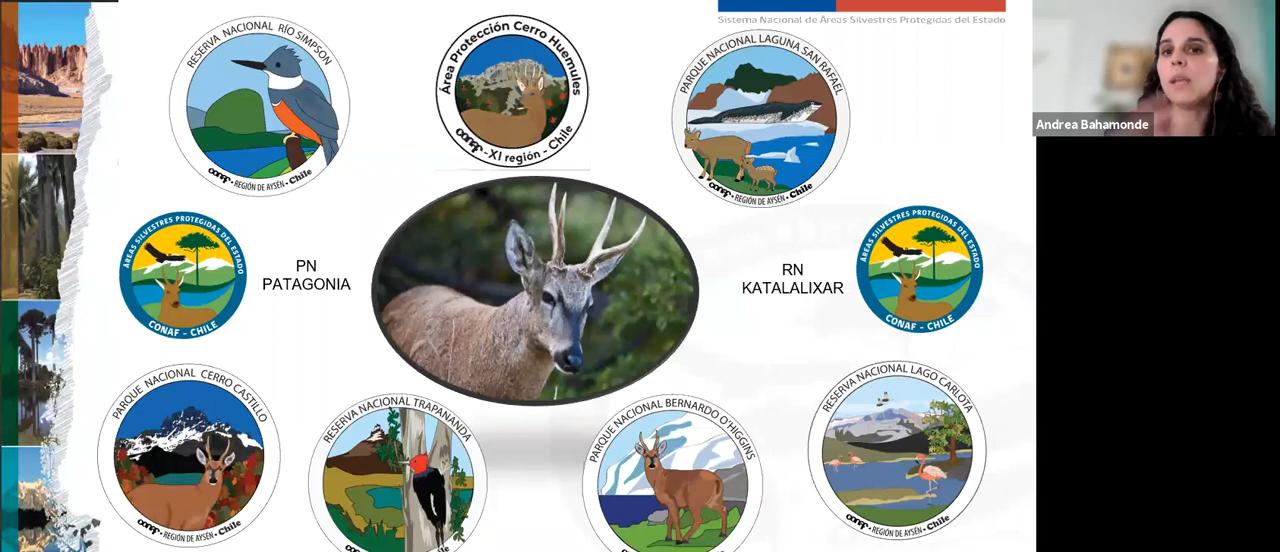 Sistema Nacional de Áreas Silvestres Protegidas del Estado
Andrea Bahamonde
RESERVA NACIONAL RÍO SIMPSON
CONAF • REGIÓN DE AYSÉN • Chile
Área Protección Cerro Huemules
CONAF - XI región - Chile
PARQUE NACIONAL LAGUNA SAN RAFAEL
CONAF • REGIÓN DE AYSÉN • Chile
ÁREAS SILVESTRES PROTEGIDAS DEL ESTADO
CONAF - CHILE
PN
PATAGONIA
RN
KATALALIXAR
ÁREAS SILVESTRES PROTEGIDAS DEL ESTADO
CONAF - CHILE
PARQUE NACIONAL CERRO CASTILLO
CONAF • REGIÓN DE AYSÉN • Chile
RESERVA NACIONAL TRAPANANDA
PARQUE NACIONAL BERNARDO O'HIGGINS
RESERVA NACIONAL LAGO CARLOTA
CONAF • REGIÓN DE AYSÉN • Chile